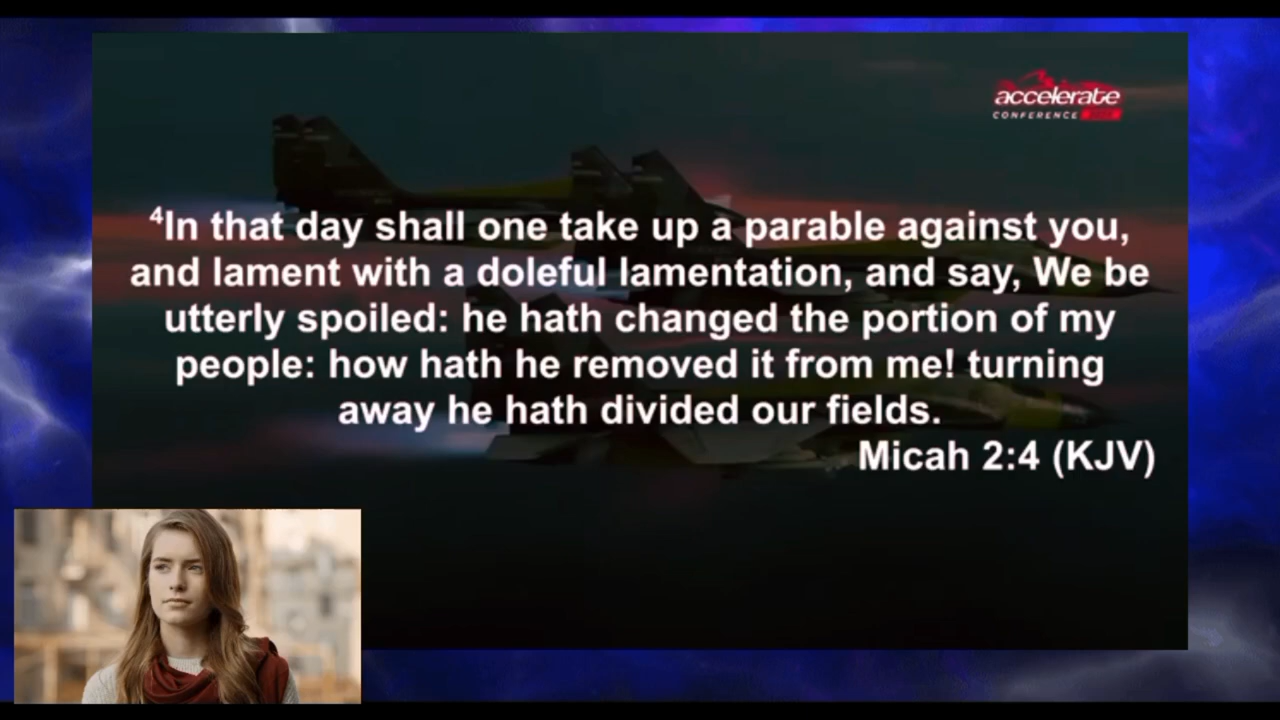 accelerate
CONFERENCE
⁴In that day shall one take up a parable against you,
and lament with a doleful lamentation, and say, We be
utterly spoiled: he hath changed the portion of my
people: how hath he removed it from me! turning
away he hath divided our fields.
Micah 2:4 (KJV)